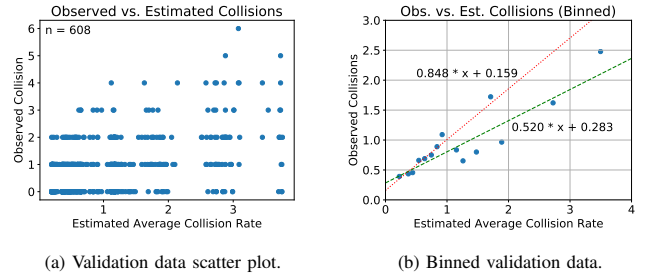 Observed vs. Estimated Collisions
n = 608
6
5
4
3
2
1
0
Observed Collision
1
2
3
Estimated Average Collision Rate
(a) Validation data scatter plot.
Obs. vs. Est. Collisions (Binned)
3.0
2.5
2.0
1.5
1.0
0.5
0.0
Observed Collisions
0.848 * x + 0.159
0.520 * x + 0.283
0
1
2
3
4
Estimated Average Collision Rate
(b) Binned validation data.